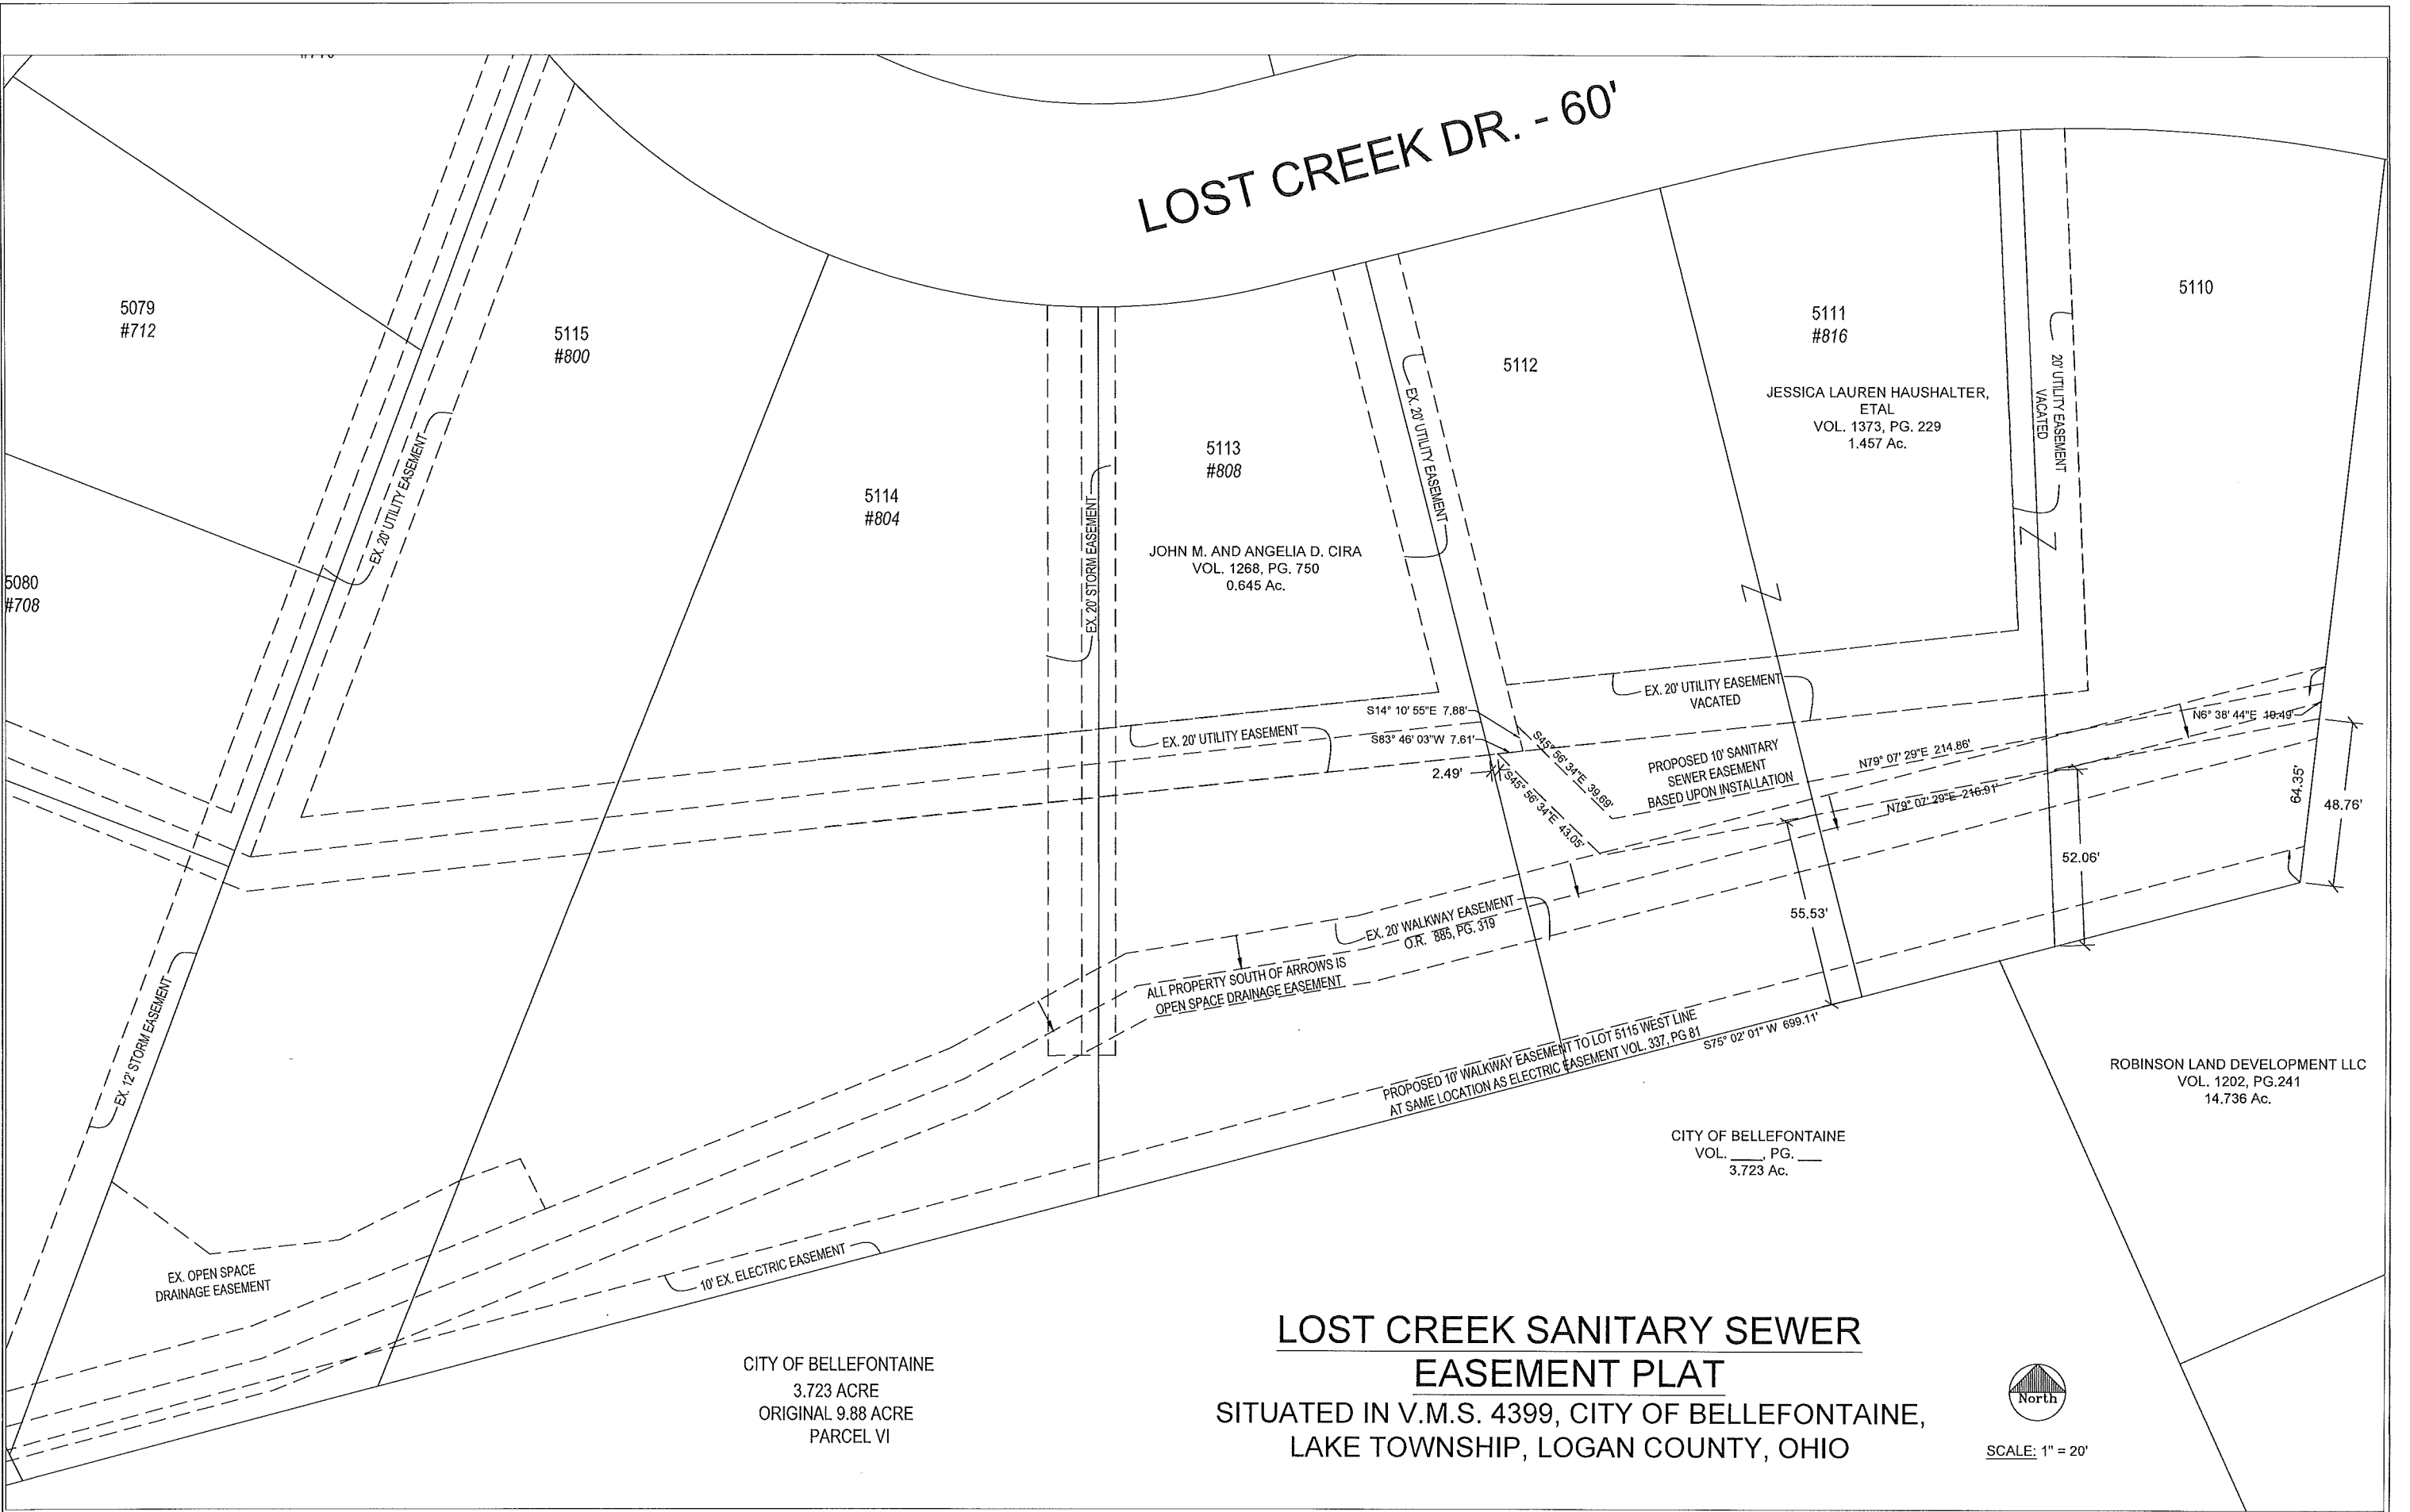 LOST CREEK DR. - 60'
5079
#712
5080
#708
EX. 20' UTILITY EASEMENT
5115
#800
5114
#804
EX. 20' STORM EASEMENT
5113
#808
JOHN M. AND ANGELIA D. CIRA
VOL. 1268, PG. 750
0.645 Ac.
EX. 20' UTILITY EASEMENT
5112
5111
#816
JESSICA LAUREN HAUSHALTER,
ETAL
VOL. 1373, PG. 229
1.457 Ac.
20' UTILITY EASEMENT
VACATED
5110
EX. 20' UTILITY EASEMENT
VACATED
S14° 10' 55"E 7.88'
S83° 46' 03"W 7.61'
2.49'
EX. 20' UTILITY EASEMENT
S45° 56' 34"E 39.69'
S45° 56' 34"E 43.05'
PROPOSED 10' SANITARY
SEWER EASEMENT
BASED UPON INSTALLATION
N79° 07' 29"E 214.86'
N79° 07' 29"E 216.91'
N6° 38' 44"E 10.49'
64.35'
48.76'
52.06'
55.53'
EX. 20' WALKWAY EASEMENT
O.R. 885, PG. 319
ALL PROPERTY SOUTH OF ARROWS IS
OPEN SPACE DRAINAGE EASEMENT
EX. 12' STORM EASEMENT
PROPOSED 10' WALKWAY EASEMENT TO LOT 5115 WEST LINE
AT SAME LOCATION AS ELECTRIC EASEMENT VOL. 337, PG 81
S75° 02' 01" W 699.11'
ROBINSON LAND DEVELOPMENT LLC
VOL. 1202, PG.241
14.736 Ac.
CITY OF BELLEFONTAINE
VOL. ____, PG. ___
3.723 Ac.
EX. OPEN SPACE
DRAINAGE EASEMENT
10' EX. ELECTRIC EASEMENT
CITY OF BELLEFONTAINE
3.723 ACRE
ORIGINAL 9.88 ACRE
PARCEL VI
LOST CREEK SANITARY SEWER
EASEMENT PLAT
SITUATED IN V.M.S. 4399, CITY OF BELLEFONTAINE,
LAKE TOWNSHIP, LOGAN COUNTY, OHIO
North
SCALE: 1" = 20'